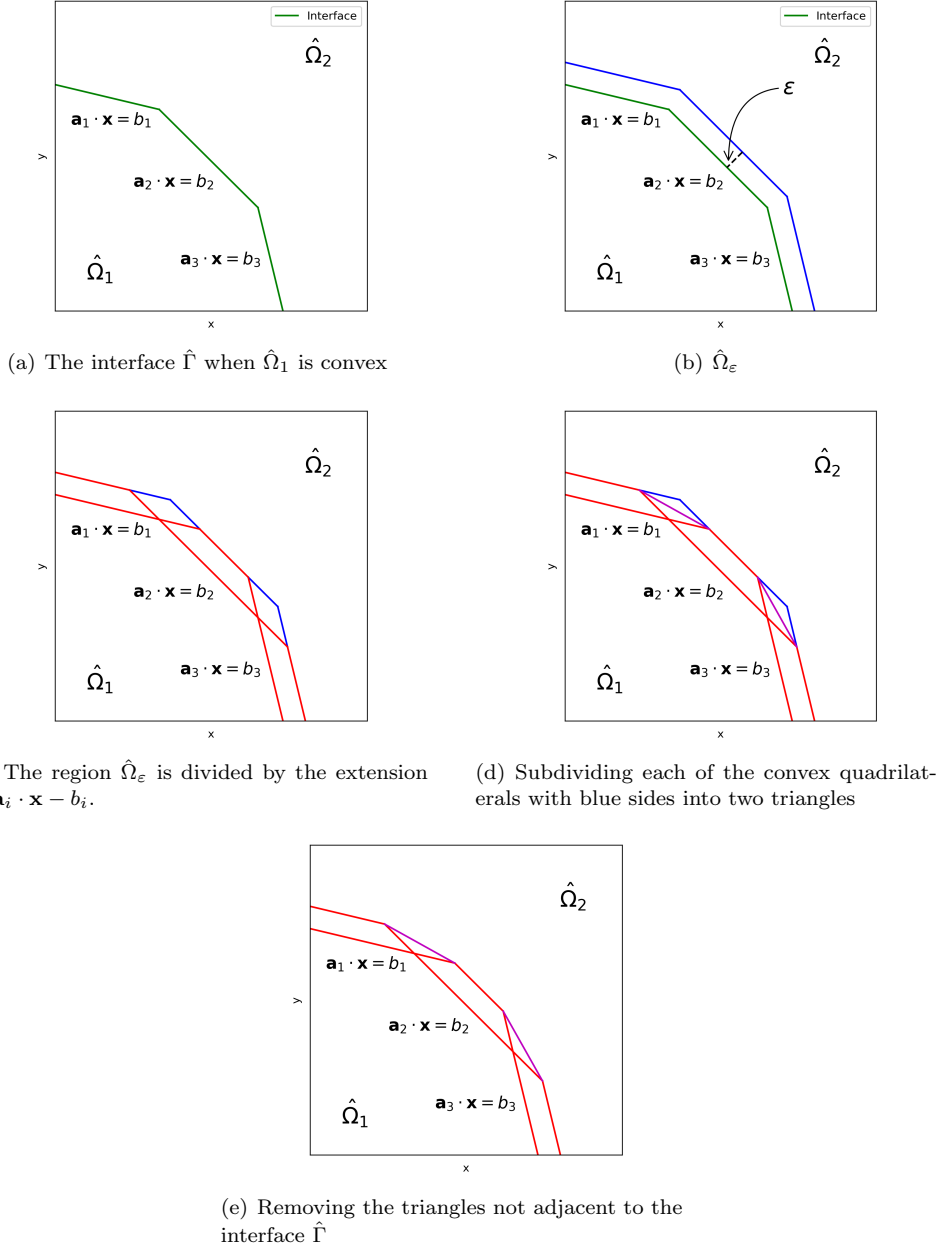 Interface
Ω̂₂
a₁ · x = b₁
a₂ · x = b₂
a₃ · x = b₃
Ω̂₁
y
x
(a) The interface Γ̂ when Ω̂₁ is convex
Interface
Ω̂₂
ε
a₁ · x = b₁
a₂ · x = b₂
a₃ · x = b₃
Ω̂₁
y
x
(b) Ω̂ε
Ω̂₂
a₁ · x = b₁
a₂ · x = b₂
a₃ · x = b₃
Ω̂₁
y
x
The region Ω̂ε is divided by the extension
aᵢ · x − bᵢ.
Ω̂₂
a₁ · x = b₁
a₂ · x = b₂
a₃ · x = b₃
Ω̂₁
y
x
(d) Subdividing each of the convex quadrilat-
erals with blue sides into two triangles
Ω̂₂
a₁ · x = b₁
a₂ · x = b₂
a₃ · x = b₃
Ω̂₁
y
x
(e) Removing the triangles not adjacent to the
interface Γ̂